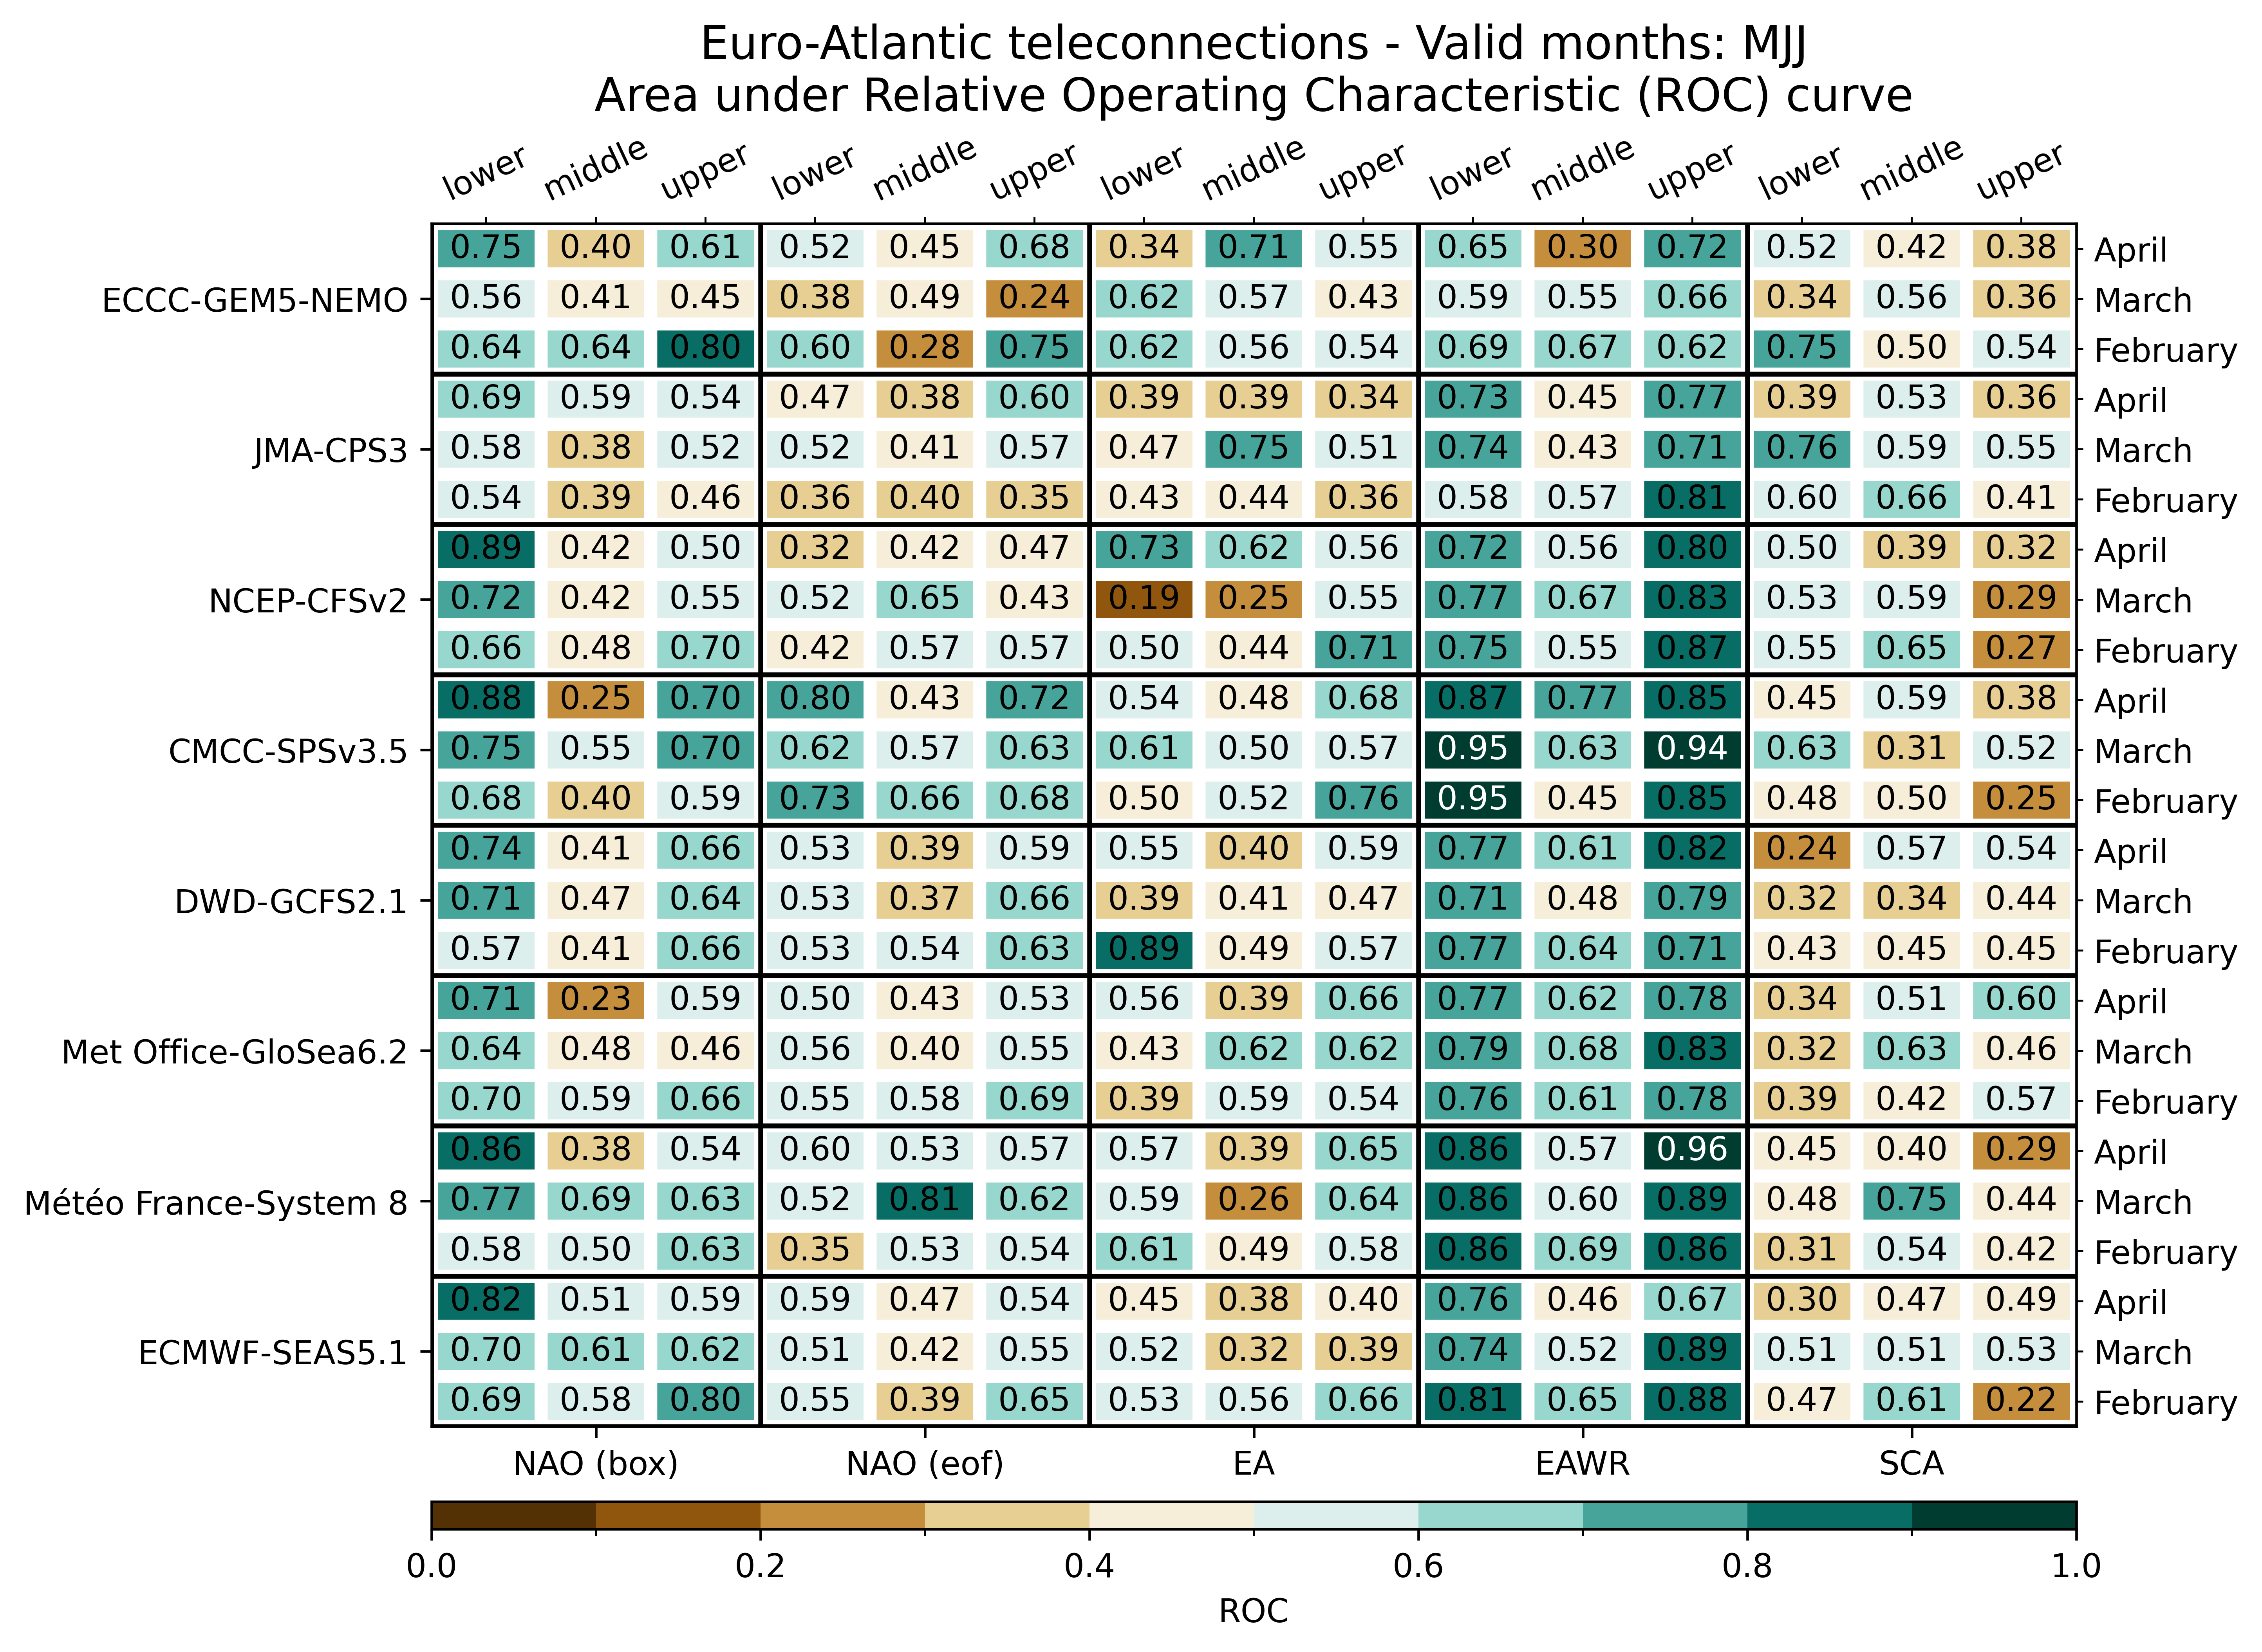 Euro-Atlantic teleconnections - Valid months: MJJ
Area under Relative Operating Characteristic (ROC) curve
lower middle upper lower middle upper lower middle upper lower middle upper lower middle upper
0.75 0.40 0.61 0.52 0.45 0.68 0.34 0.71 0.55 0.65 0.30 0.72 0.52 0.42 0.38 April
ECCC-GEM5-NEMO 0.56 0.41 0.45 0.38 0.49 0.24 0.62 0.57 0.43 0.59 0.55 0.66 0.34 0.56 0.36 March
0.64 0.64 0.80 0.60 0.28 0.75 0.62 0.56 0.54 0.69 0.67 0.62 0.75 0.50 0.54 February
0.69 0.59 0.54 0.47 0.38 0.60 0.39 0.39 0.34 0.73 0.45 0.77 0.39 0.53 0.36 April
JMA-CPS3 0.58 0.38 0.52 0.52 0.41 0.57 0.47 0.75 0.51 0.74 0.43 0.71 0.76 0.59 0.55 March
0.54 0.39 0.46 0.36 0.40 0.35 0.43 0.44 0.36 0.58 0.57 0.81 0.60 0.66 0.41 February
0.89 0.42 0.50 0.32 0.42 0.47 0.73 0.62 0.56 0.72 0.56 0.80 0.50 0.39 0.32 April
NCEP-CFSv2 0.72 0.42 0.55 0.52 0.65 0.43 0.19 0.25 0.55 0.77 0.67 0.83 0.53 0.59 0.29 March
0.66 0.48 0.70 0.42 0.57 0.57 0.50 0.44 0.71 0.75 0.55 0.87 0.55 0.65 0.27 February
0.88 0.25 0.70 0.80 0.43 0.72 0.54 0.48 0.68 0.87 0.77 0.85 0.45 0.59 0.38 April
CMCC-SPSv3.5 0.75 0.55 0.70 0.62 0.57 0.63 0.61 0.50 0.57 0.95 0.63 0.94 0.63 0.31 0.52 March
0.68 0.40 0.59 0.73 0.66 0.68 0.50 0.52 0.76 0.95 0.45 0.85 0.48 0.50 0.25 February
0.74 0.41 0.66 0.53 0.39 0.59 0.55 0.40 0.59 0.77 0.61 0.82 0.24 0.57 0.54 April
DWD-GCFS2.1 0.71 0.47 0.64 0.53 0.37 0.66 0.39 0.41 0.47 0.71 0.48 0.79 0.32 0.34 0.44 March
0.57 0.41 0.66 0.53 0.54 0.63 0.89 0.49 0.57 0.77 0.64 0.71 0.43 0.45 0.45 February
0.71 0.23 0.59 0.50 0.43 0.53 0.56 0.39 0.66 0.77 0.62 0.78 0.34 0.51 0.60 April
Met Office-GloSea6.2 0.64 0.48 0.46 0.56 0.40 0.55 0.43 0.62 0.62 0.79 0.68 0.83 0.32 0.63 0.46 March
0.70 0.59 0.66 0.55 0.58 0.69 0.39 0.59 0.54 0.76 0.61 0.78 0.39 0.42 0.57 February
0.86 0.38 0.54 0.60 0.53 0.57 0.57 0.39 0.65 0.86 0.57 0.96 0.45 0.40 0.29 April
Météo France-System 8 0.77 0.69 0.63 0.52 0.81 0.62 0.59 0.26 0.64 0.86 0.60 0.89 0.48 0.75 0.44 March
0.58 0.50 0.63 0.35 0.53 0.54 0.61 0.49 0.58 0.86 0.69 0.86 0.31 0.54 0.42 February
0.82 0.51 0.59 0.59 0.47 0.54 0.45 0.38 0.40 0.76 0.46 0.67 0.30 0.47 0.49 April
ECMWF-SEAS5.1 0.70 0.61 0.62 0.51 0.42 0.55 0.52 0.32 0.39 0.74 0.52 0.89 0.51 0.51 0.53 March
0.69 0.58 0.80 0.55 0.39 0.65 0.53 0.56 0.66 0.81 0.65 0.88 0.47 0.61 0.22 February
NAO (box) NAO (eof) EA EAWR SCA
0.0 0.2 0.4 0.6 0.8 1.0
ROC